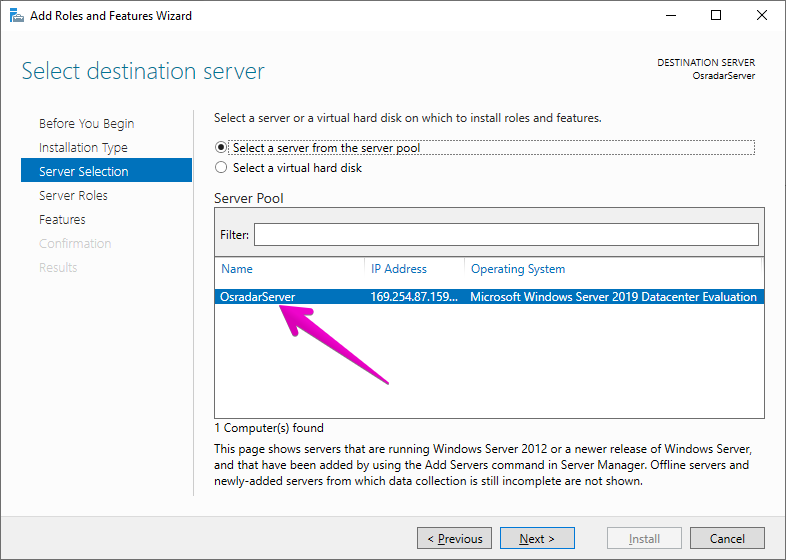 Add Roles and Features Wizard
Select destination server
DESTINATION SERVER
OsradarServer
Before You Begin
Installation Type
Server Selection
Server Roles
Features
Confirmation
Results
Select a server or a virtual hard disk on which to install roles and features.
Select a server from the server pool
Select a virtual hard disk
Server Pool
Filter:
Name IP Address Operating System
OsradarServer 169.254.87.159... Microsoft Windows Server 2019 Datacenter Evaluation
1 Computer(s) found
This page shows servers that are running Windows Server 2012 or a newer release of Windows Server,
and that have been added by using the Add Servers command in Server Manager. Offline servers and
newly-added servers from which data collection is still incomplete are not shown.
< Previous Next > Install Cancel